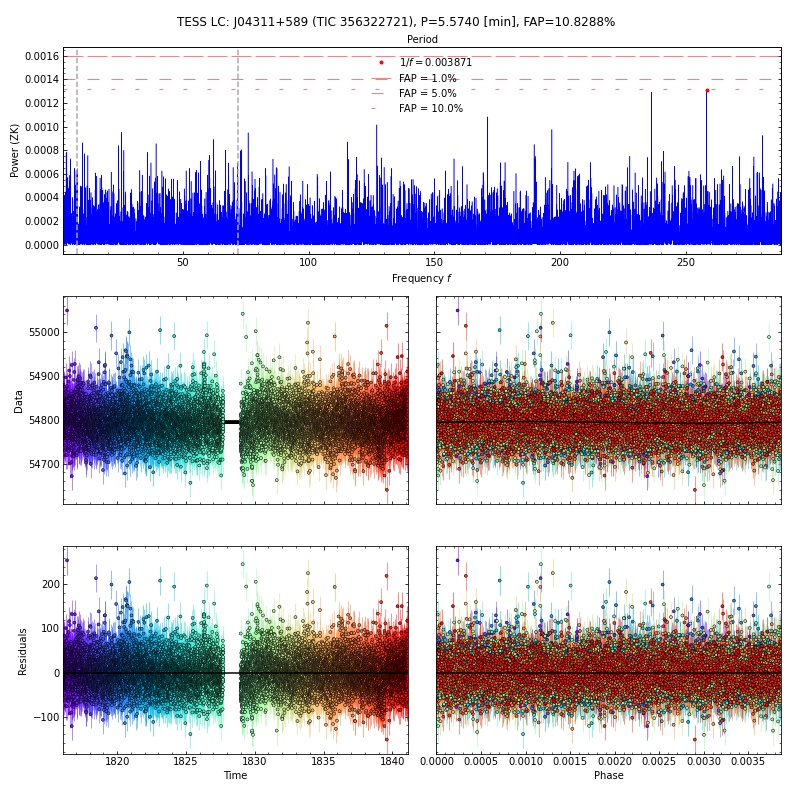 TESS LC: J04311+589 (TIC 356322721), P=5.5740 [min], FAP=10.8288%
Period
1/f = 0.003871
FAP = 1.0%
FAP = 5.0%
FAP = 10.0%
Power (ZK)
0.0016
0.0014
0.0012
0.0010
0.0008
0.0006
0.0004
0.0002
0.0000
50 100 150 200 250
Frequency f
Data
55000
54900
54800
54700
Residuals
200
100
0
−100
1820 1825 1830 1835 1840
Time
0.0000 0.0005 0.0010 0.0015 0.0020 0.0025 0.0030 0.0035
Phase